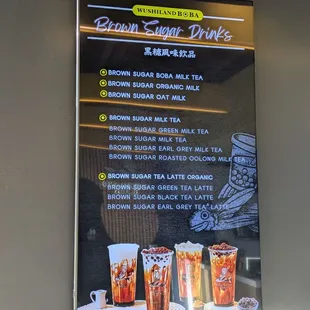 WUSHILAND BOBA
Brown Sugar Drinks
黑糖風味飲品
BROWN SUGAR BOBA MILK TEA
BROWN SUGAR ORGANIC MILK
BROWN SUGAR OAT MILK
BROWN SUGAR MILK TEA
BROWN SUGAR GREEN MILK TEA
BROWN SUGAR MILK TEA
BROWN SUGAR EARL GREY MILK TEA
BROWN SUGAR ROASTED OOLONG MILK TEA
BROWN SUGAR TEA LATTE ORGANIC
BROWN SUGAR GREEN TEA LATTE
BROWN SUGAR BLACK TEA LATTE
BROWN SUGAR EARL GREY TEA LATTE